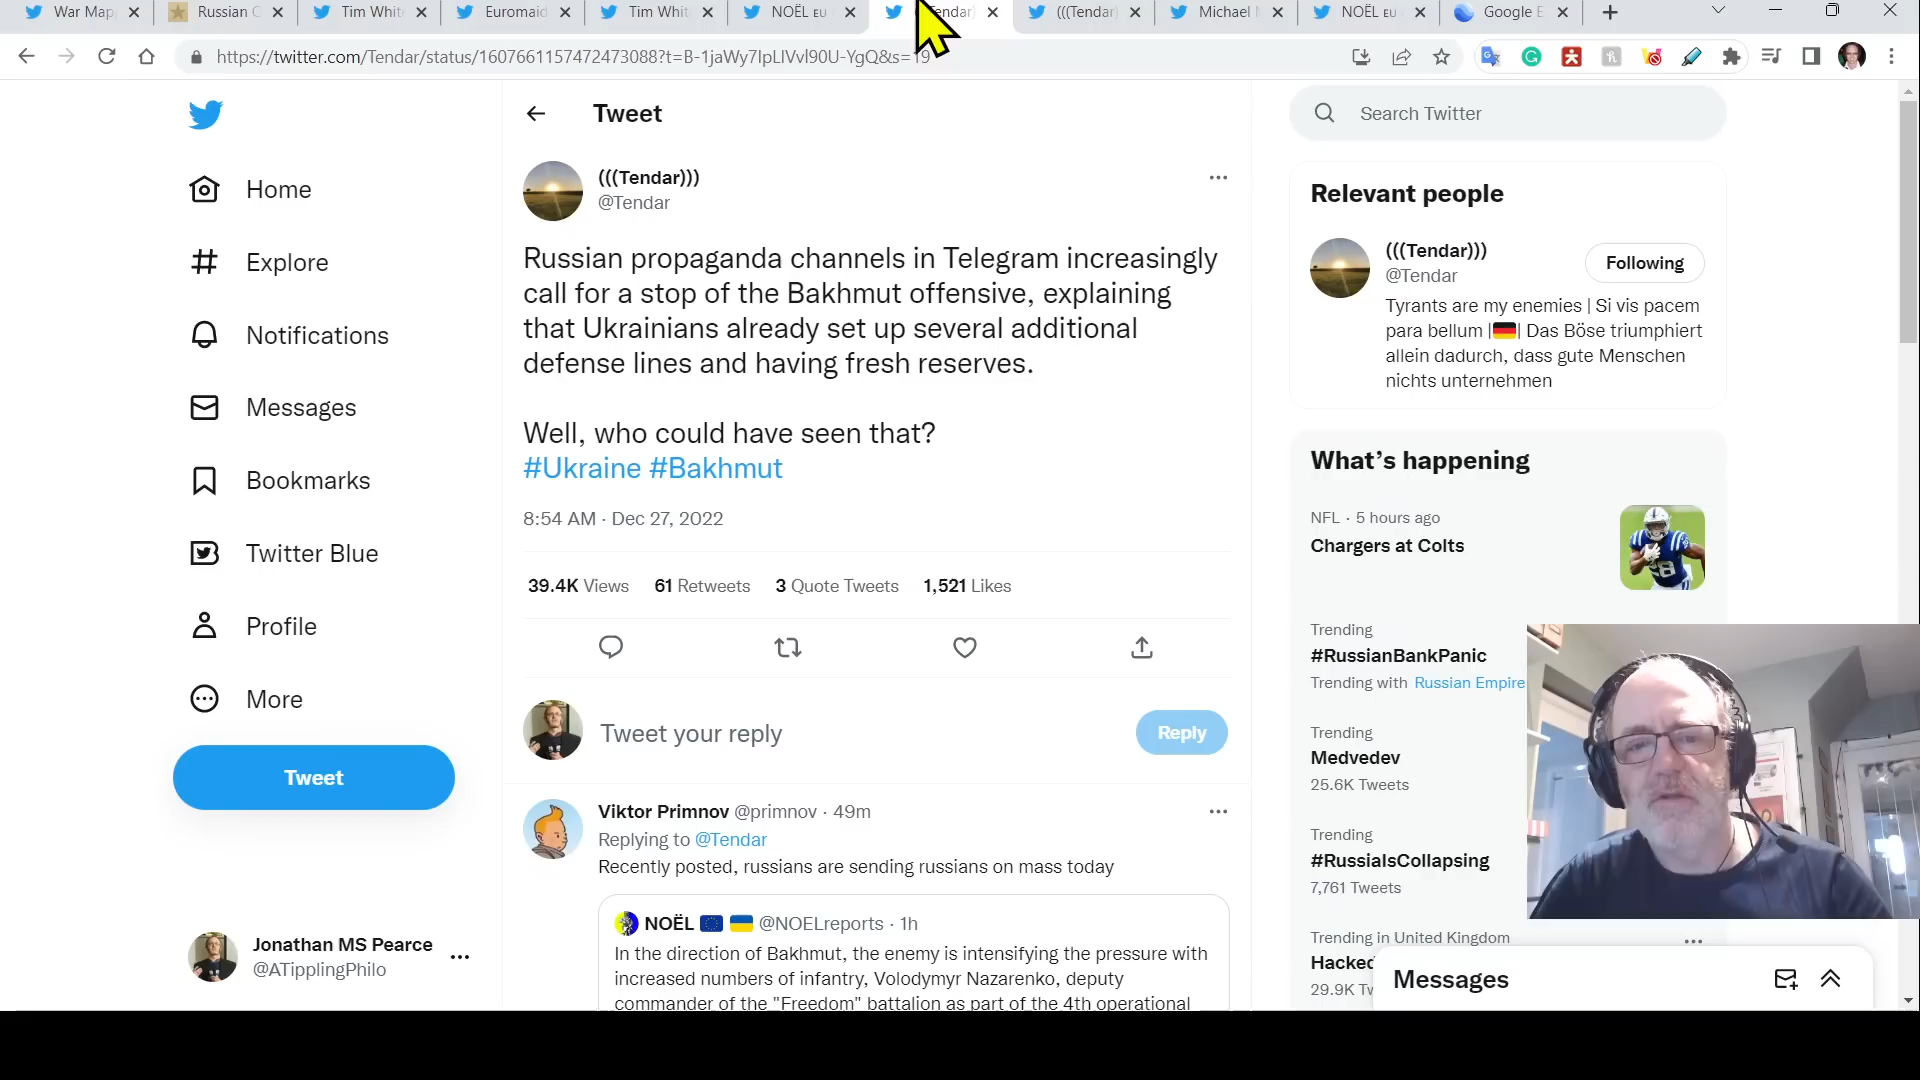 War Map
Russian
Tim Whit
Euromaid
Tim Whit
NOËL EU
Tendar)
(((Tendar)
Michael
NOËL EU
Google E
https://twitter.com/Tendar/status/1607661157472473088?t=B-1jaWy7lpLIVvl90U-YgQ&s=19
Tweet
Search Twitter
Home
Explore
Notifications
Messages
Bookmarks
Twitter Blue
Profile
More
Tweet
Jonathan MS Pearce
@ATipplingPhilo
(((Tendar)))
@Tendar
Russian propaganda channels in Telegram increasingly
call for a stop of the Bakhmut offensive, explaining
that Ukrainians already set up several additional
defense lines and having fresh reserves.
Well, who could have seen that?
#Ukraine #Bakhmut
8:54 AM · Dec 27, 2022
39.4K Views 61 Retweets 3 Quote Tweets 1,521 Likes
Tweet your reply
Reply
Viktor Primnov @primnov · 49m
Replying to @Tendar
Recently posted, russians are sending russians on mass today
NOËL @NOELreports · 1h
In the direction of Bakhmut, the enemy is intensifying the pressure with
increased numbers of infantry, Volodymyr Nazarenko, deputy
commander of the "Freedom" battalion as part of the 4th operational
Relevant people
(((Tendar)))
@Tendar
Following
Tyrants are my enemies | Si vis pacem
para bellum | | Das Böse triumphiert
allein dadurch, dass gute Menschen
nichts unternehmen
What's happening
NFL · 5 hours ago
Chargers at Colts
28
Trending
#RussianBankPanic
Trending with Russian Empire
Trending
Medvedev
25.6K Tweets
Trending
#RussiaIsCollapsing
7,761 Tweets
Trending in United Kingdom
Hacked
29.9K Tw
Messages